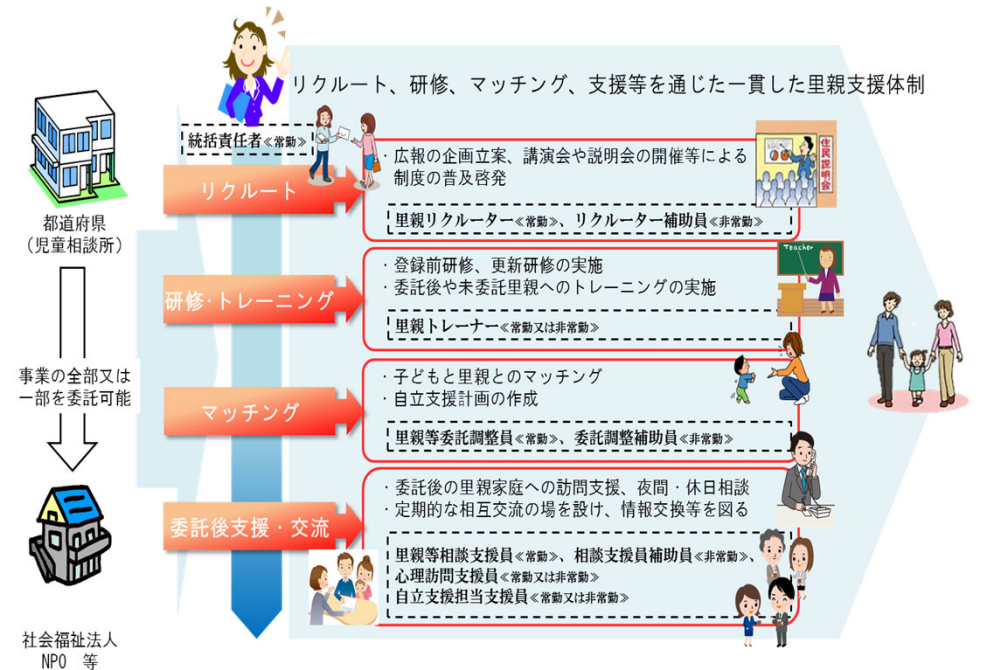 リクルート、研修、マッチング、支援等を通じた一貫した里親支援体制
統括責任者≪常勤≫
都道府県
（児童相談所）
事業の全部又は
一部を委託可能
社会福祉法人
NPO 等
リクルート
・広報の企画立案、講演会や説明会の開催等による
制度の普及啓発
里親リクルーター≪常勤≫、リクルーター補助員≪非常勤≫
住民説明会
研修・トレーニング
・登録前研修、更新研修の実施
・委託後や未委託里親へのトレーニングの実施
里親トレーナー≪常勤又は非常勤≫
Teacher
マッチング
・子どもと里親とのマッチング
・自立支援計画の作成
里親等委託調整員≪常勤≫、委託調整補助員≪非常勤≫
委託後支援・交流
・委託後の里親家庭への訪問支援、夜間・休日相談
・定期的な相互交流の場を設け、情報交換等を図る
里親等相談支援員≪常勤≫、相談支援員補助員≪非常勤≫、
心理訪問支援員≪常勤又は非常勤≫
自立支援担当支援員≪常勤又は非常勤≫